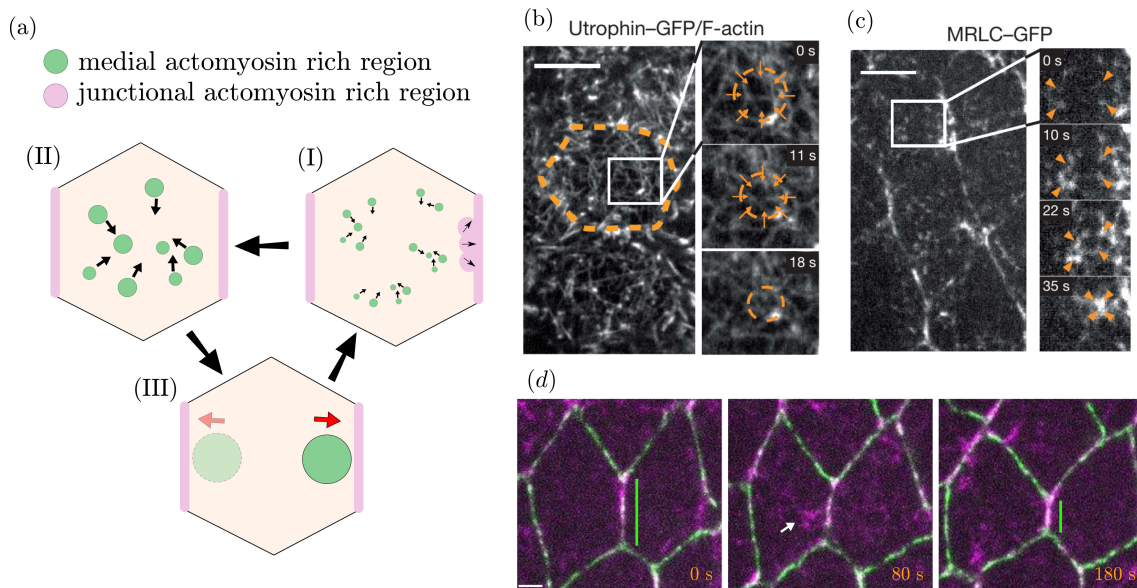 (a)
medial actomyosin rich region
junctional actomyosin rich region
(II)
(I)
(III)
(b)
Utrophin–GFP/F-actin
0 s
11 s
18 s
(c)
MRLC–GFP
0 s
10 s
22 s
35 s
(d)
0 s
80 s
180 s